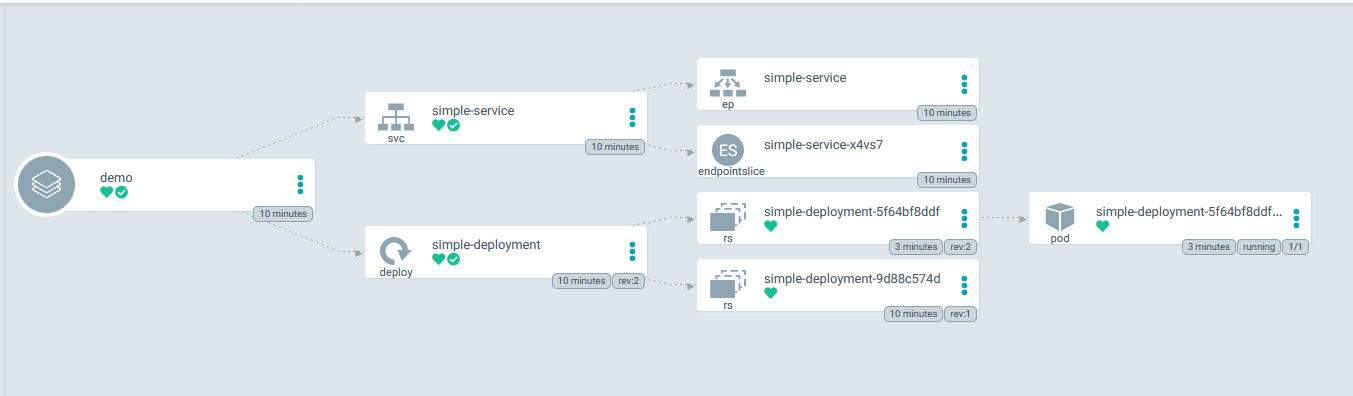 demo
10 minutes
simple-service
svc
10 minutes
simple-deployment
deploy
10 minutes rev:2
simple-service
ep
10 minutes
ES
simple-service-x4vs7
endpointslice
10 minutes
simple-deployment-5f64bf8ddf
rs
3 minutes rev:2
simple-deployment-9d88c574d
rs
10 minutes rev:1
simple-deployment-5f64bf8ddf...
pod
3 minutes running 1/1